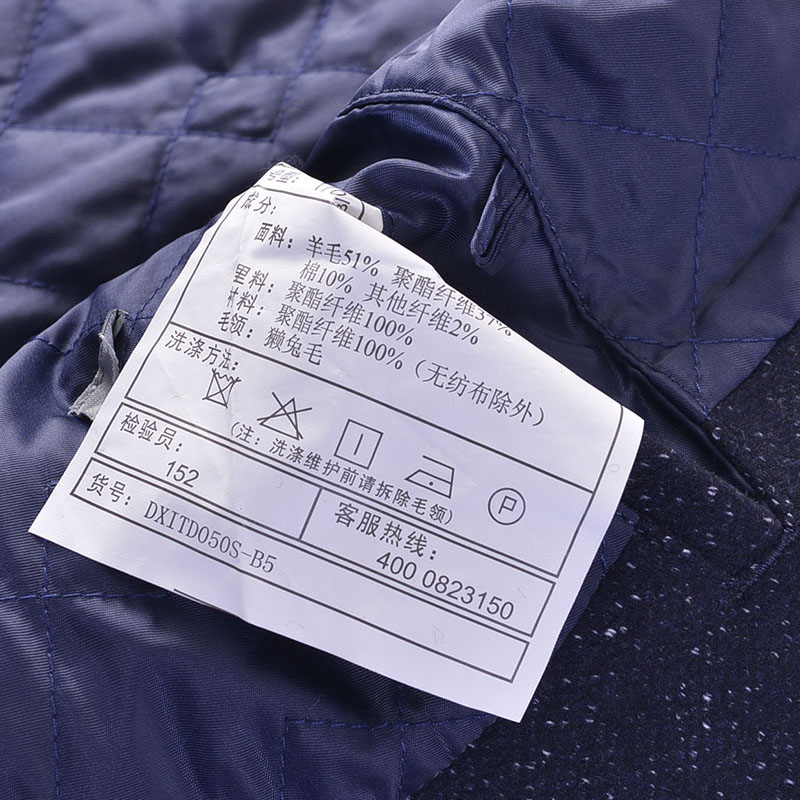 号型: 170
成分:
面料: 羊毛51% 聚酯纤维37%
棉10% 其他纤维2%
里料: 聚酯纤维100%
材料: 聚酯纤维100% (无纺布除外)
毛领: 獭兔毛
洗涤方法:
P
(注: 洗涤维护前请拆除毛领)
检验员: 152
客服热线: 400 0823150
货号: DXITD050S-B5